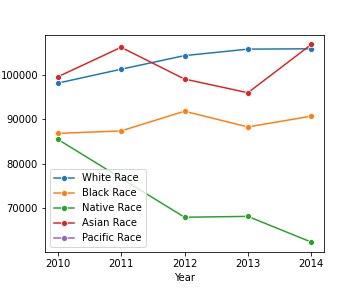 100000
90000
80000
70000
White Race
Black Race
Native Race
Asian Race
Pacific Race
2010 2011 2012 2013 2014
Year